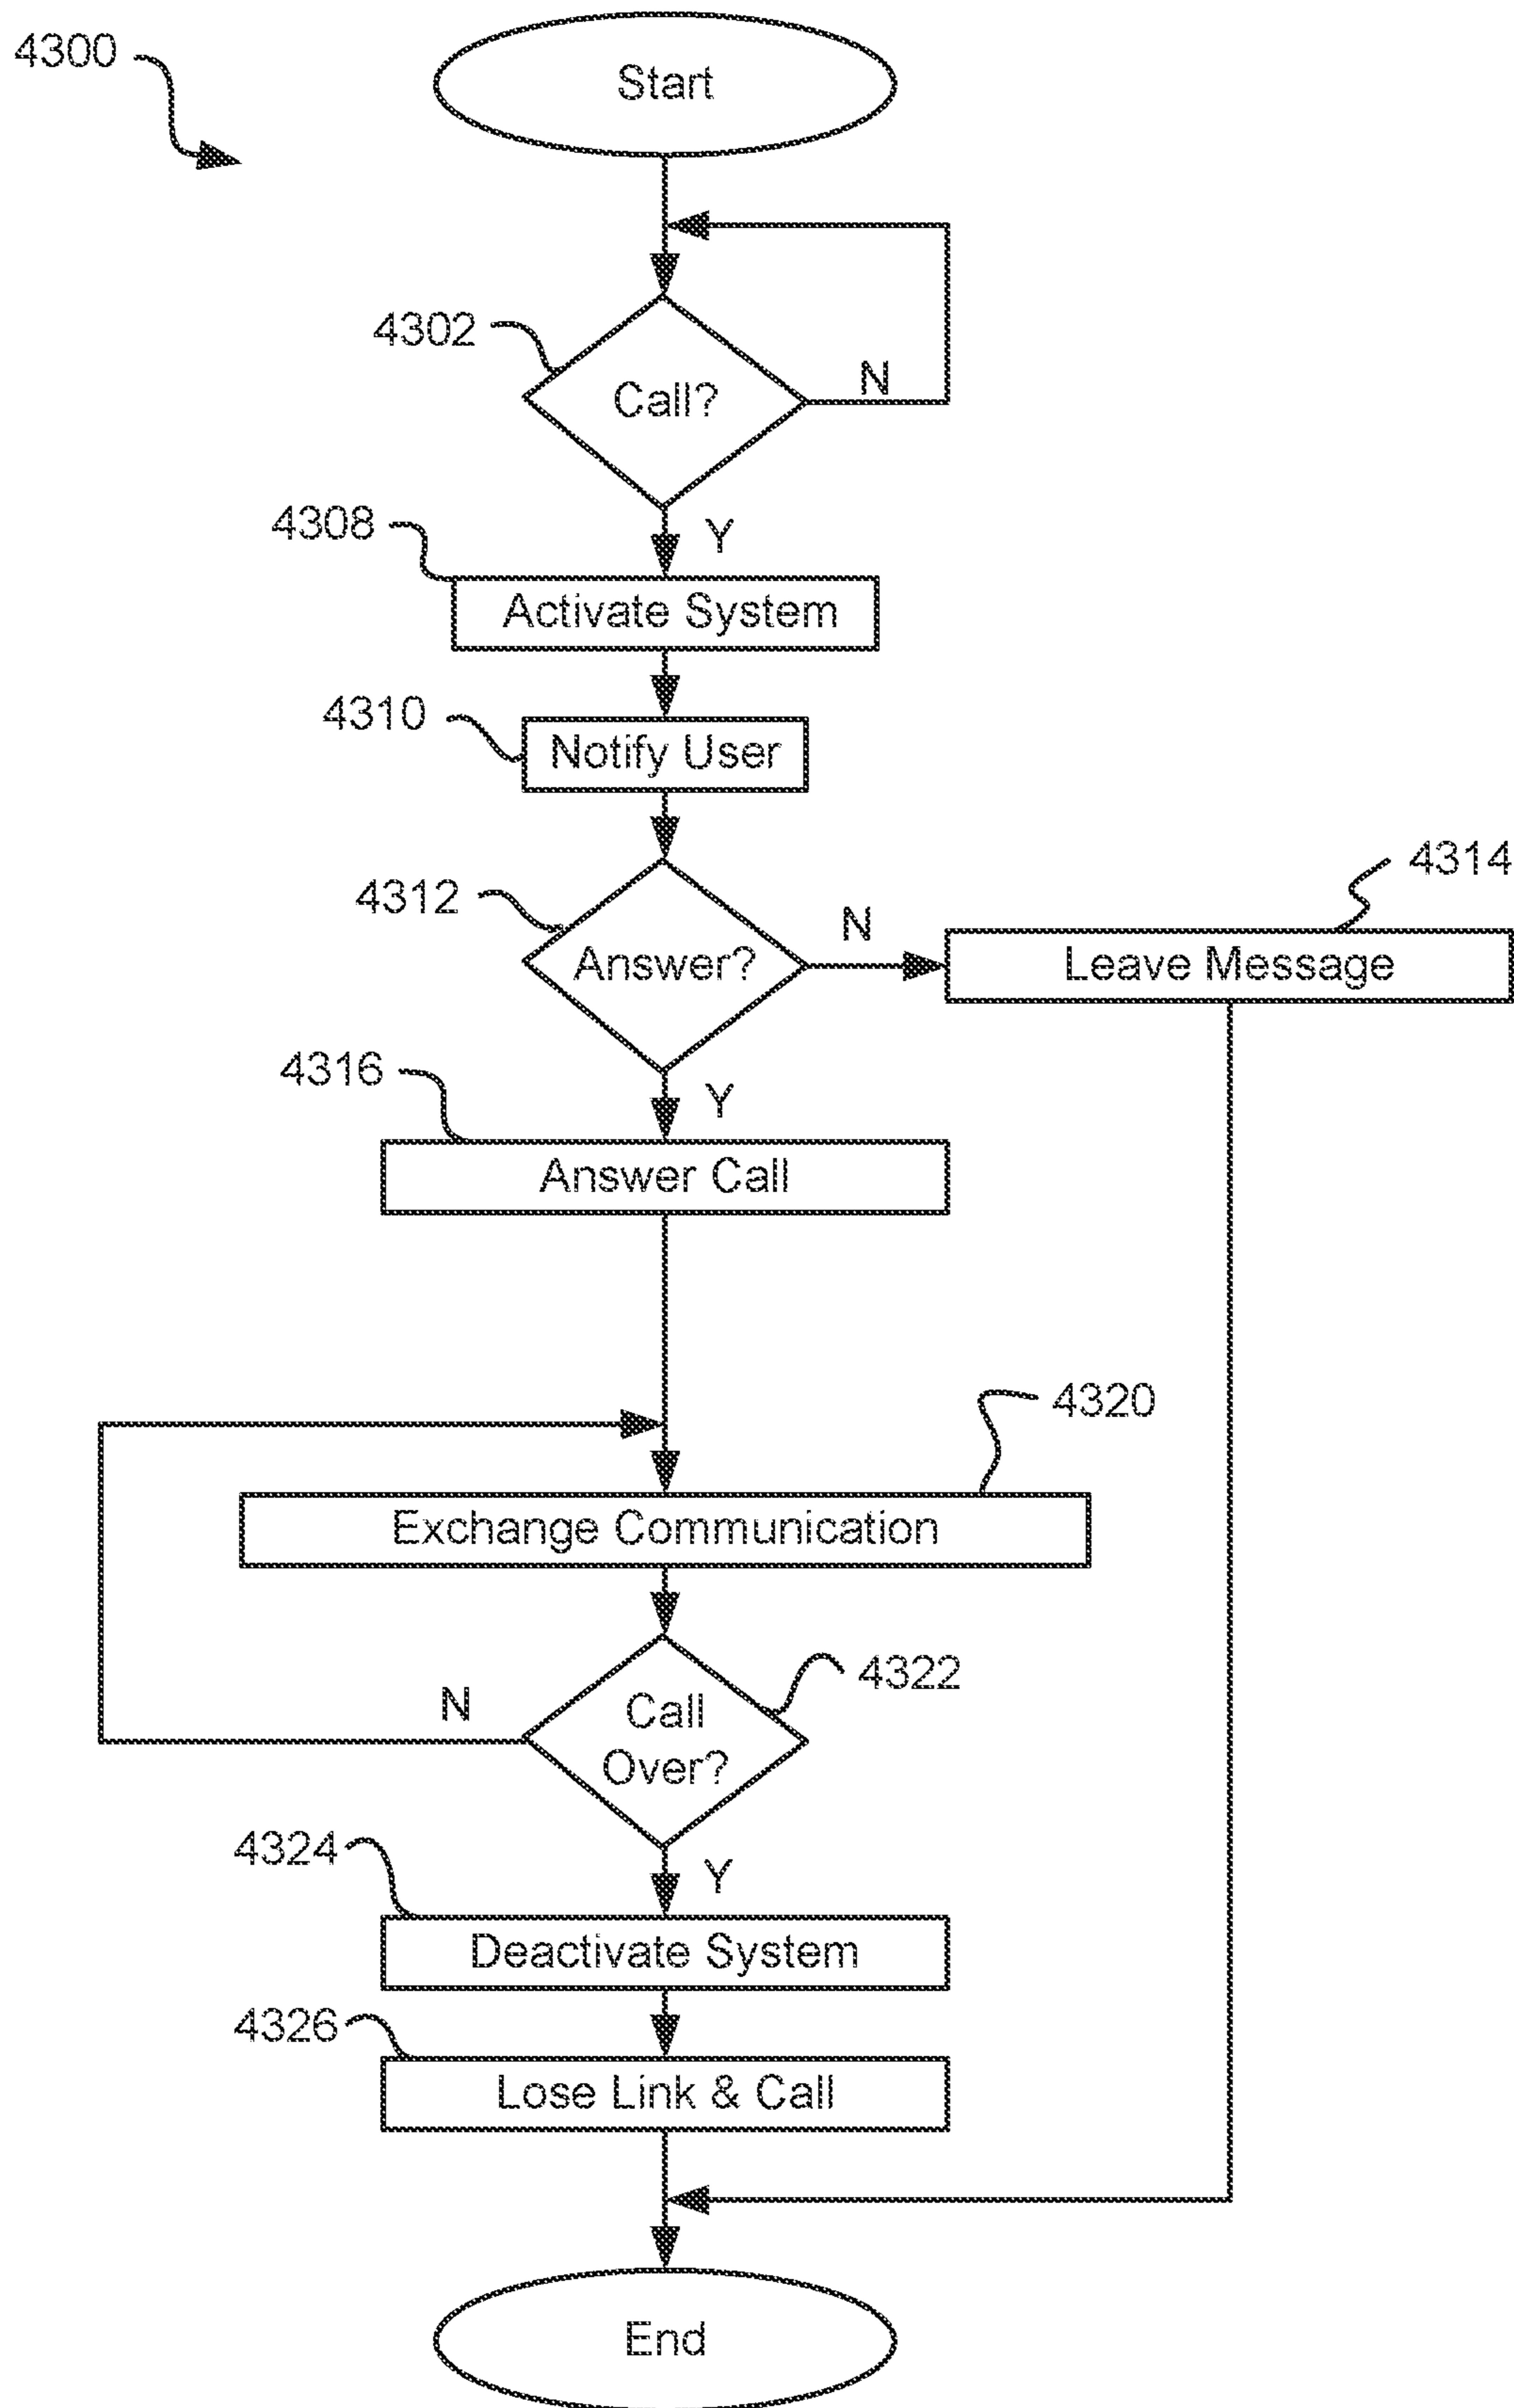 4300
Start
4302
Call?
N
4308
Y
Activate System
4310
Notify User
4312
Answer?
N
4314
Leave Message
4316
Y
Answer Call
4320
Exchange Communication
4322
N
Call
Over?
4324
Y
Deactivate System
4326
Lose Link & Call
End